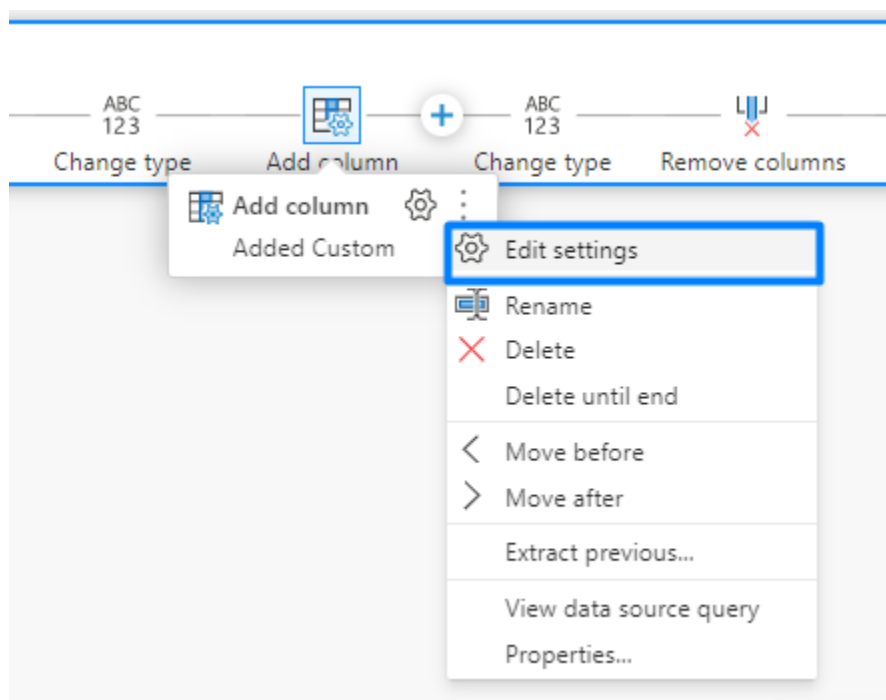 ABC
123
ABC
123
Change type
Add column
Change type
Remove columns
Add column
Added Custom
Edit settings
Rename
Delete
Delete until end
Move before
Move after
Extract previous...
View data source query
Properties...